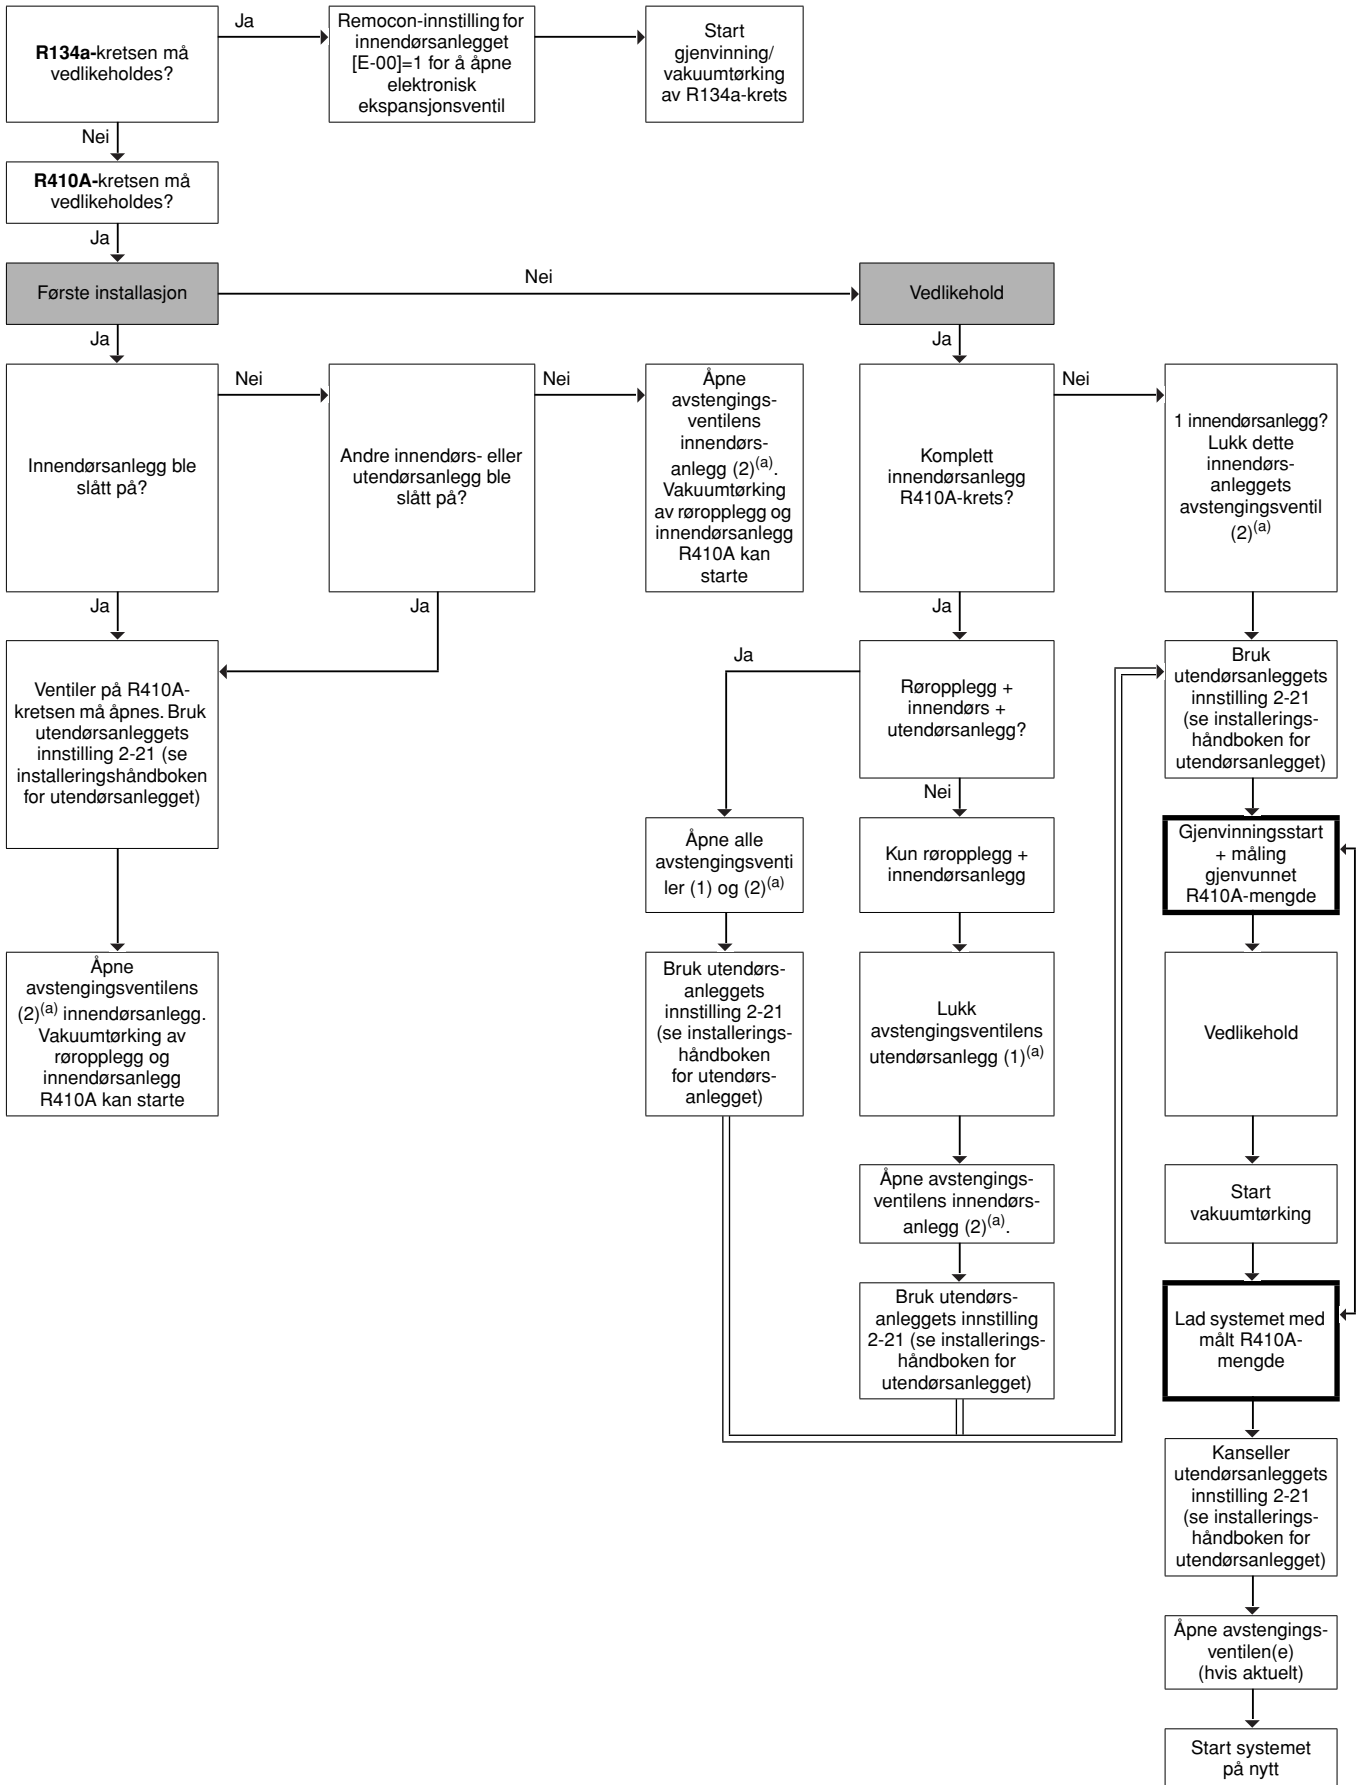 R134a-kretsen må
vedlikeholdes?
Ja
Remocon-innstilling for
innendørsanlegget
[E-00]=1 for å åpne
elektronisk
ekspansjonsventil
Start
gjenvinning/
vakuumtørking
av R134a-krets
Nei
R410A-kretsen må
vedlikeholdes?
Ja
Første installasjon
Nei
Vedlikehold
Ja
Ja
Innendørsanlegg ble
slått på?
Nei
Andre innendørs- eller
utendørsanlegg ble
slått på?
Nei
Åpne
avstengings-
ventilens
innendørs-
anlegg (2)(a).
Vakuumtørking
av røropplegg og
innendørsanlegg
R410A kan
starte
Komplett
innendørsanlegg
R410A-krets?
Nei
1 innendørsanlegg?
Lukk dette
innendørs-
anleggets
avstengingsventil
(2)(a)
Ja
Ja
Ja
Ventiler på R410A-
kretsen må åpnes. Bruk
utendørsanleggets
innstilling 2-21 (se
installeringshåndboken
for utendørsanlegget)
Ja
Røropplegg +
innendørs +
utendørsanlegg?
Bruk
utendørsanleggets
innstilling 2-21
(se installerings-
håndboken for
utendørsanlegget)
Nei
Åpne alle
avstengingsventi
ler (1) og (2)(a)
Kun røropplegg +
innendørsanlegg
Gjenvinningsstart
+ måling
gjenvunnet
R410A-mengde
Åpne
avstengingsventilens
(2)(a) innendørsanlegg.
Vakuumtørking av
røropplegg og
innendørsanlegg
R410A kan starte
Bruk utendørs-
anleggets
innstilling 2-21
(se installerings-
håndboken
for utendørs-
anlegget)
Lukk
avstengingsventilens
utendørsanlegg (1)(a)
Vedlikehold
Åpne avstengings-
ventilens innendørs-
anlegg (2)(a).
Start
vakuumtørking
Bruk utendørs-
anleggets innstilling
2-21 (se installerings-
håndboken for
utendørsanlegget)
Lad systemet med
målt R410A-
mengde
Kanseller
utendørsanleggets
innstilling 2-21
(se installerings-
håndboken for
utendørsanlegget)
Åpne avstengings-
ventilen(e)
(hvis aktuelt)
Start systemet
på nytt